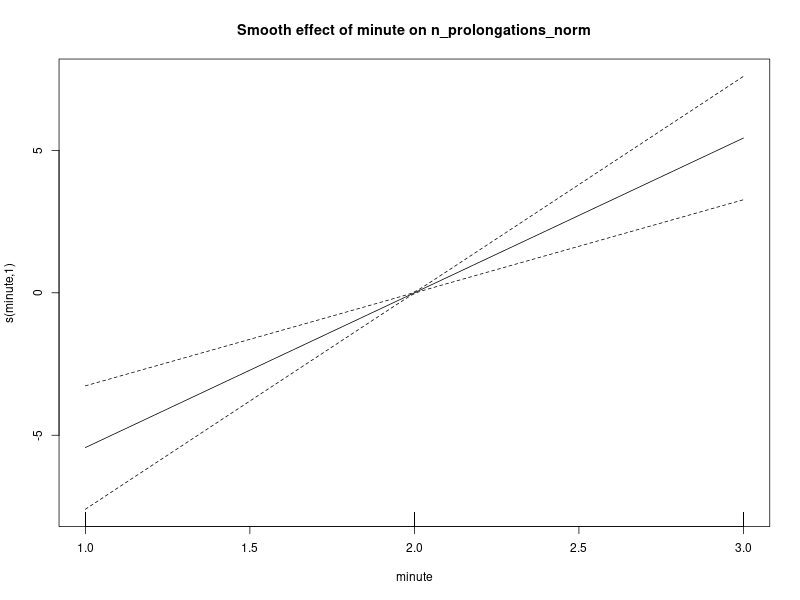 Smooth effect of minute on n_prolongations_norm
s(minute,1)
5
0
-5
1.0 1.5 2.0 2.5 3.0
minute